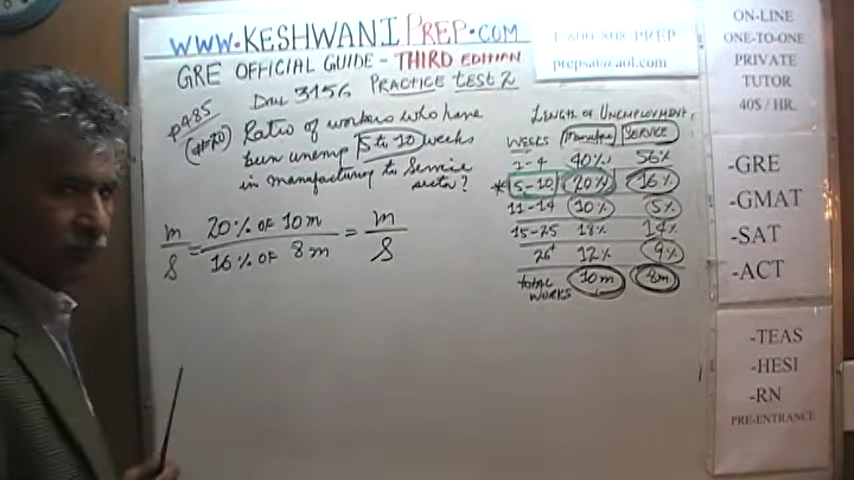 WWW.KESHWANIPREP.COM
GRE OFFICIAL GUIDE - THIRD EDITION
Day 3156 PRACTICE TEST 2
P485
(#20)
Ratio of workers who have
been unemp 5 to 10 weeks
in manufacturing to Service
sector?
m/S = 20% OF 10m / 16% OF 8m = m/S
LENGTH OF UNEMPLOYMENT
WEEKS SERVICE
1-4 40% 56%
*5-10 20% 16%
11-14 10% 5%
15-25 18% 14%
26+ 12% 9%
TOTAL WORKS 10m 8m
prepsat@aol.com
ON-LINE
ONE-TO-ONE
PRIVATE
TUTOR
40$ / HR.
-GRE
-GMAT
-SAT
-ACT
-TEAS
-HESI
-RN
PRE-ENTRANCE